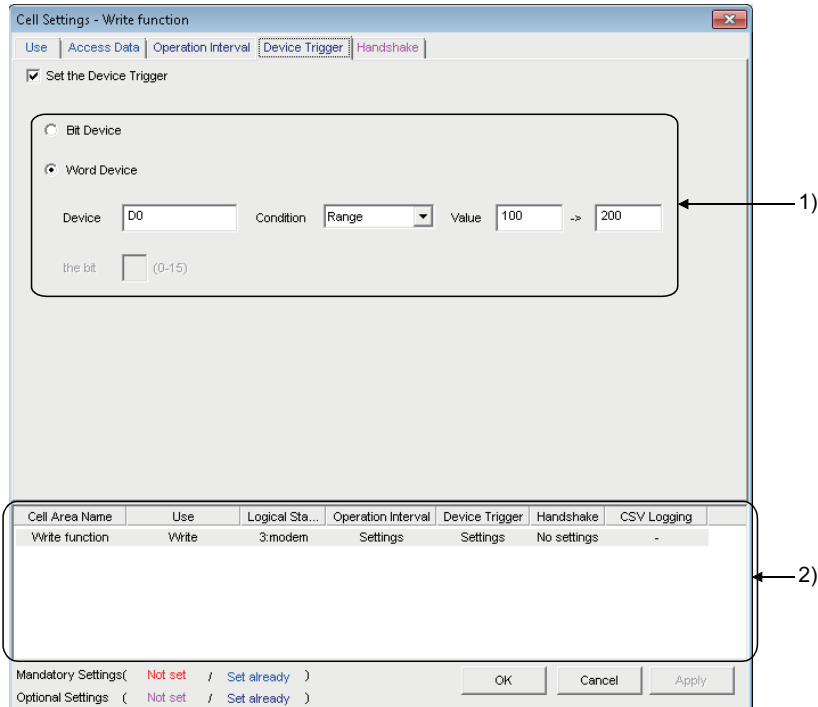 Cell Settings - Write function
Use Access Data Operation Interval Device Trigger Handshake
Set the Device Trigger
Bit Device
Word Device
1)
Device D0 Condition Range Value 100 -> 200
the bit (0-15)
Cell Area Name Use Logical Sta... Operation Interval Device Trigger Handshake CSV Logging
Write function Write 3:modem Settings Settings No settings -
2)
Mandatory Settings( Not set / Set already )
OK Cancel Apply
Optional Settings ( Not set / Set already )